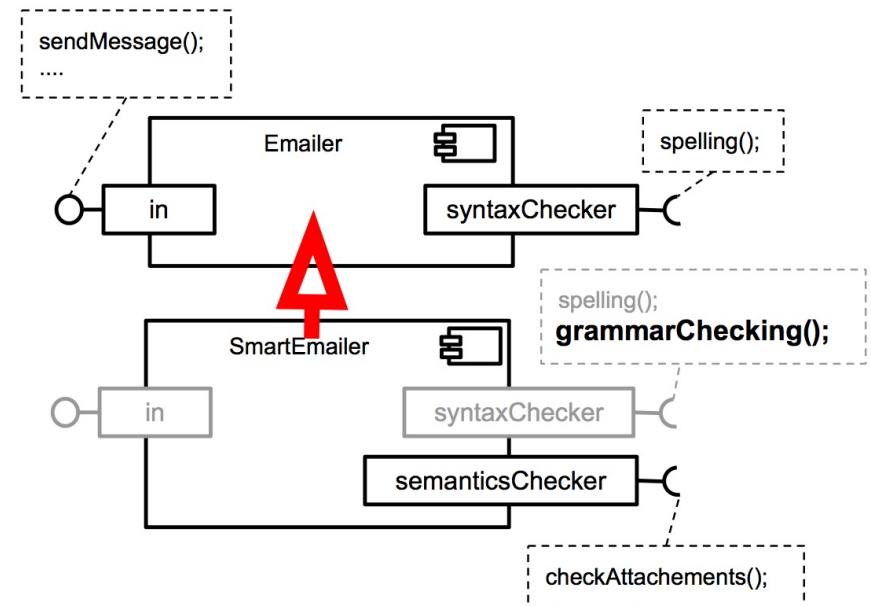 sendMessage();
....
Emailer
spelling();
in
syntaxChecker
spelling();
grammarChecking();
SmartEmailer
in
syntaxChecker
semanticsChecker
checkAttachements();